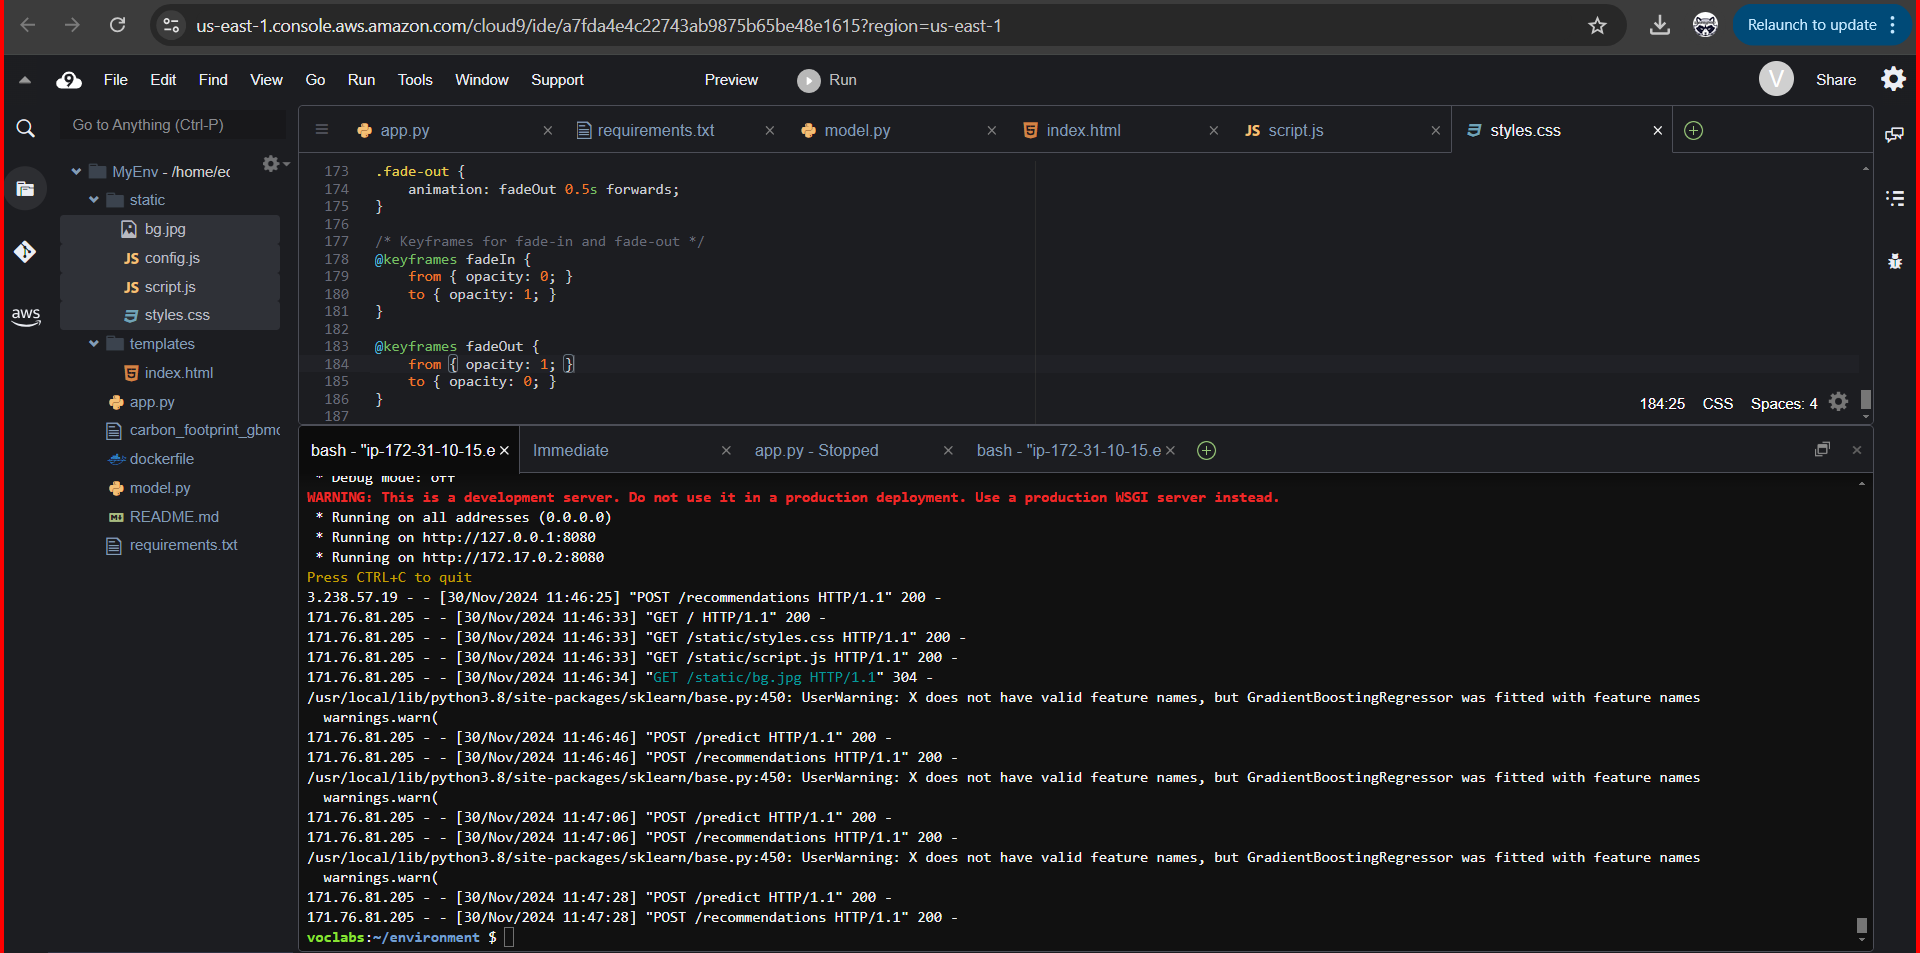 us-east-1.console.aws.amazon.com/cloud9/ide/a7fda4e4c22743ab9875b65be48e1615?region=us-east-1
Relaunch to update
9 File Edit Find View Go Run Tools Window Support Preview Run V Share
Go to Anything (Ctrl-P)
MyEnv - /home/ec
static
bg.jpg
JS config.js
JS script.js
styles.css
templates
index.html
app.py
carbon_footprint_gbmo
dockerfile
model.py
README.md
requirements.txt
aws
app.py × requirements.txt × model.py × index.html × JS script.js × styles.css ×
173 .fade-out {
174 animation: fadeOut 0.5s forwards;
175 }
176
177 /* Keyframes for fade-in and fade-out */
178 @keyframes fadeIn {
179 from { opacity: 0; }
180 to { opacity: 1; }
181 }
182
183 @keyframes fadeOut {
184 from { opacity: 1; }
185 to { opacity: 0; }
186 }
187
184:25 CSS Spaces: 4
bash - "ip-172-31-10-15.e × Immediate × app.py - Stopped × bash - "ip-172-31-10-15.e ×
* Debug mode: off
WARNING: This is a development server. Do not use it in a production deployment. Use a production WSGI server instead.
* Running on all addresses (0.0.0.0)
* Running on http://127.0.0.1:8080
* Running on http://172.17.0.2:8080
Press CTRL+C to quit
3.238.57.19 - - [30/Nov/2024 11:46:25] "POST /recommendations HTTP/1.1" 200 -
171.76.81.205 - - [30/Nov/2024 11:46:33] "GET / HTTP/1.1" 200 -
171.76.81.205 - - [30/Nov/2024 11:46:33] "GET /static/styles.css HTTP/1.1" 200 -
171.76.81.205 - - [30/Nov/2024 11:46:33] "GET /static/script.js HTTP/1.1" 200 -
171.76.81.205 - - [30/Nov/2024 11:46:34] "GET /static/bg.jpg HTTP/1.1" 304 -
/usr/local/lib/python3.8/site-packages/sklearn/base.py:450: UserWarning: X does not have valid feature names, but GradientBoostingRegressor was fitted with feature names
warnings.warn(
171.76.81.205 - - [30/Nov/2024 11:46:46] "POST /predict HTTP/1.1" 200 -
171.76.81.205 - - [30/Nov/2024 11:46:46] "POST /recommendations HTTP/1.1" 200 -
/usr/local/lib/python3.8/site-packages/sklearn/base.py:450: UserWarning: X does not have valid feature names, but GradientBoostingRegressor was fitted with feature names
warnings.warn(
171.76.81.205 - - [30/Nov/2024 11:47:06] "POST /predict HTTP/1.1" 200 -
171.76.81.205 - - [30/Nov/2024 11:47:06] "POST /recommendations HTTP/1.1" 200 -
/usr/local/lib/python3.8/site-packages/sklearn/base.py:450: UserWarning: X does not have valid feature names, but GradientBoostingRegressor was fitted with feature names
warnings.warn(
171.76.81.205 - - [30/Nov/2024 11:47:28] "POST /predict HTTP/1.1" 200 -
171.76.81.205 - - [30/Nov/2024 11:47:28] "POST /recommendations HTTP/1.1" 200 -
voclabs:~/environment $